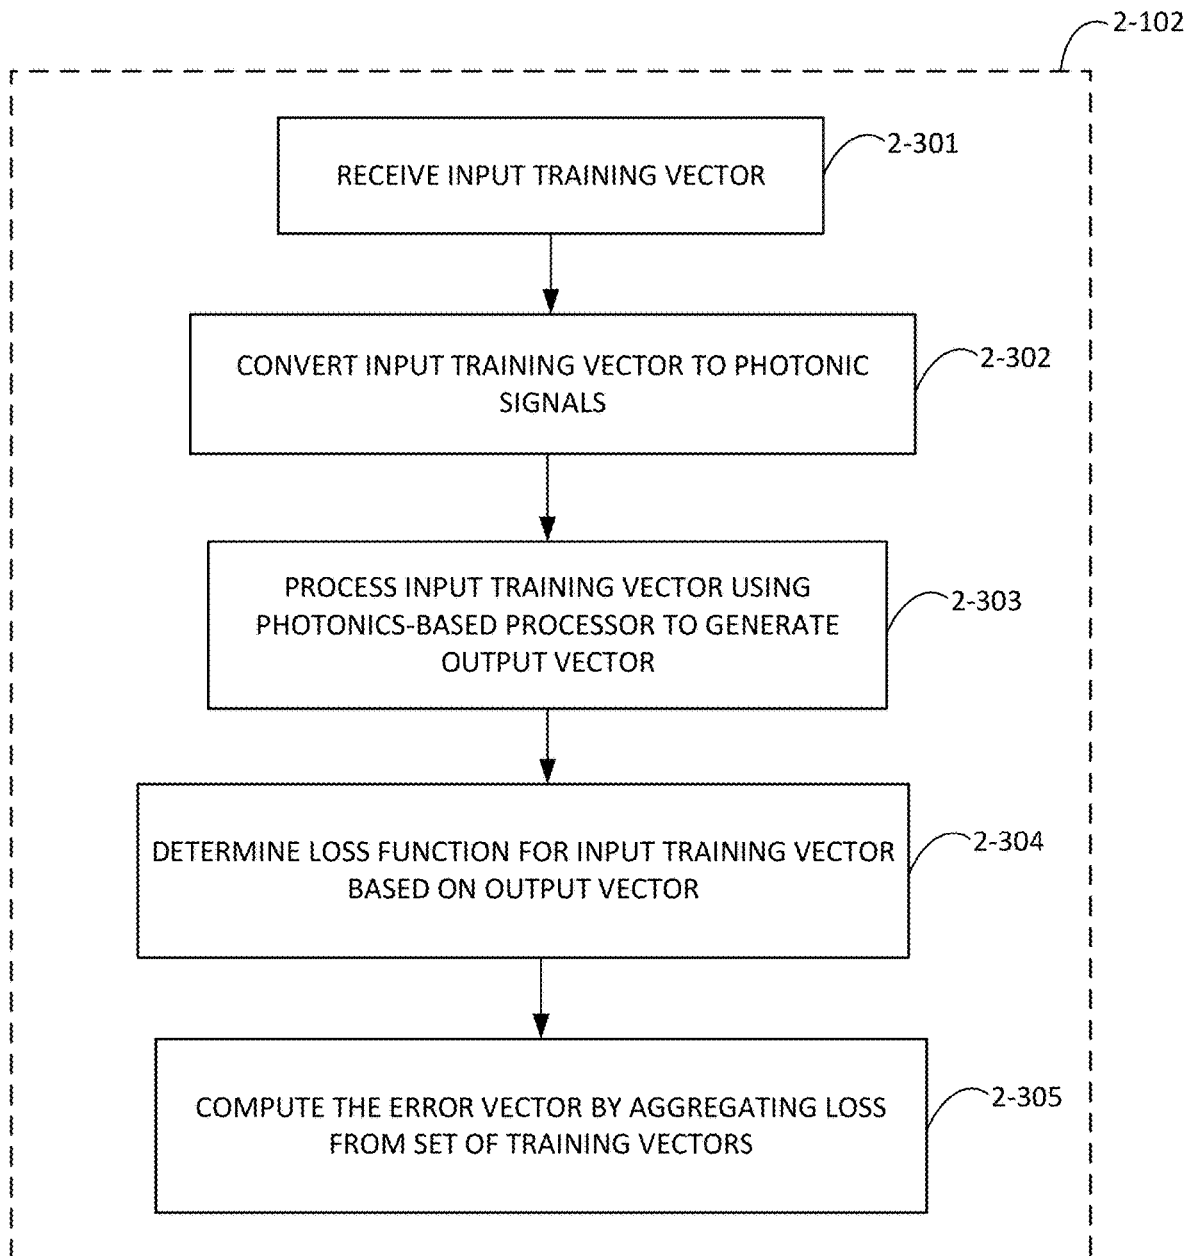 2-102
2-301
RECEIVE INPUT TRAINING VECTOR
2-302
CONVERT INPUT TRAINING VECTOR TO PHOTONIC
SIGNALS
2-303
PROCESS INPUT TRAINING VECTOR USING
PHOTONICS-BASED PROCESSOR TO GENERATE
OUTPUT VECTOR
2-304
DETERMINE LOSS FUNCTION FOR INPUT TRAINING VECTOR
BASED ON OUTPUT VECTOR
2-305
COMPUTE THE ERROR VECTOR BY AGGREGATING LOSS
FROM SET OF TRAINING VECTORS